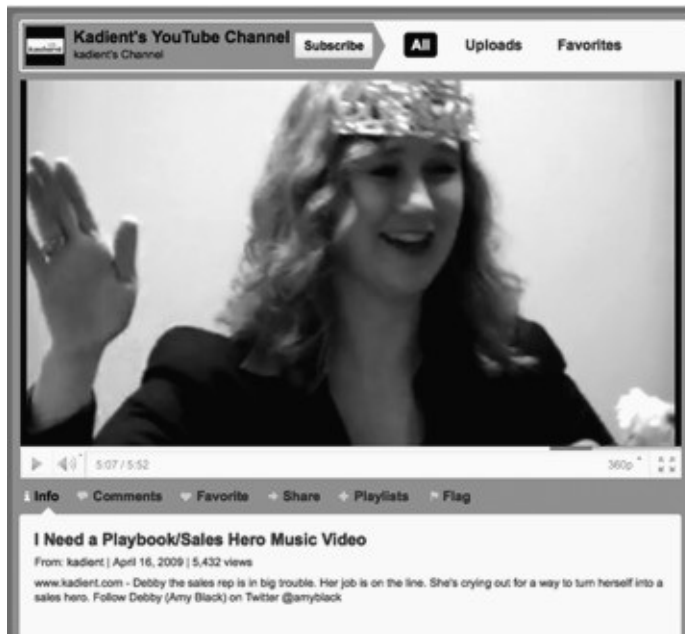 Kadient's YouTube Channel
kadient's Channel
Subscribe
All
Uploads
Favorites
5:07 / 5:52
360p
Info
Comments
Favorite
Share
Playlists
Flag
I Need a Playbook/Sales Hero Music Video
From: kadient | April 16, 2009 | 5,432 views
www.kadient.com - Debby the sales rep is in big trouble. Her job is on the line. She's crying out for a way to turn herself into a
sales hero. Follow Debby (Amy Black) on Twitter @amyblack